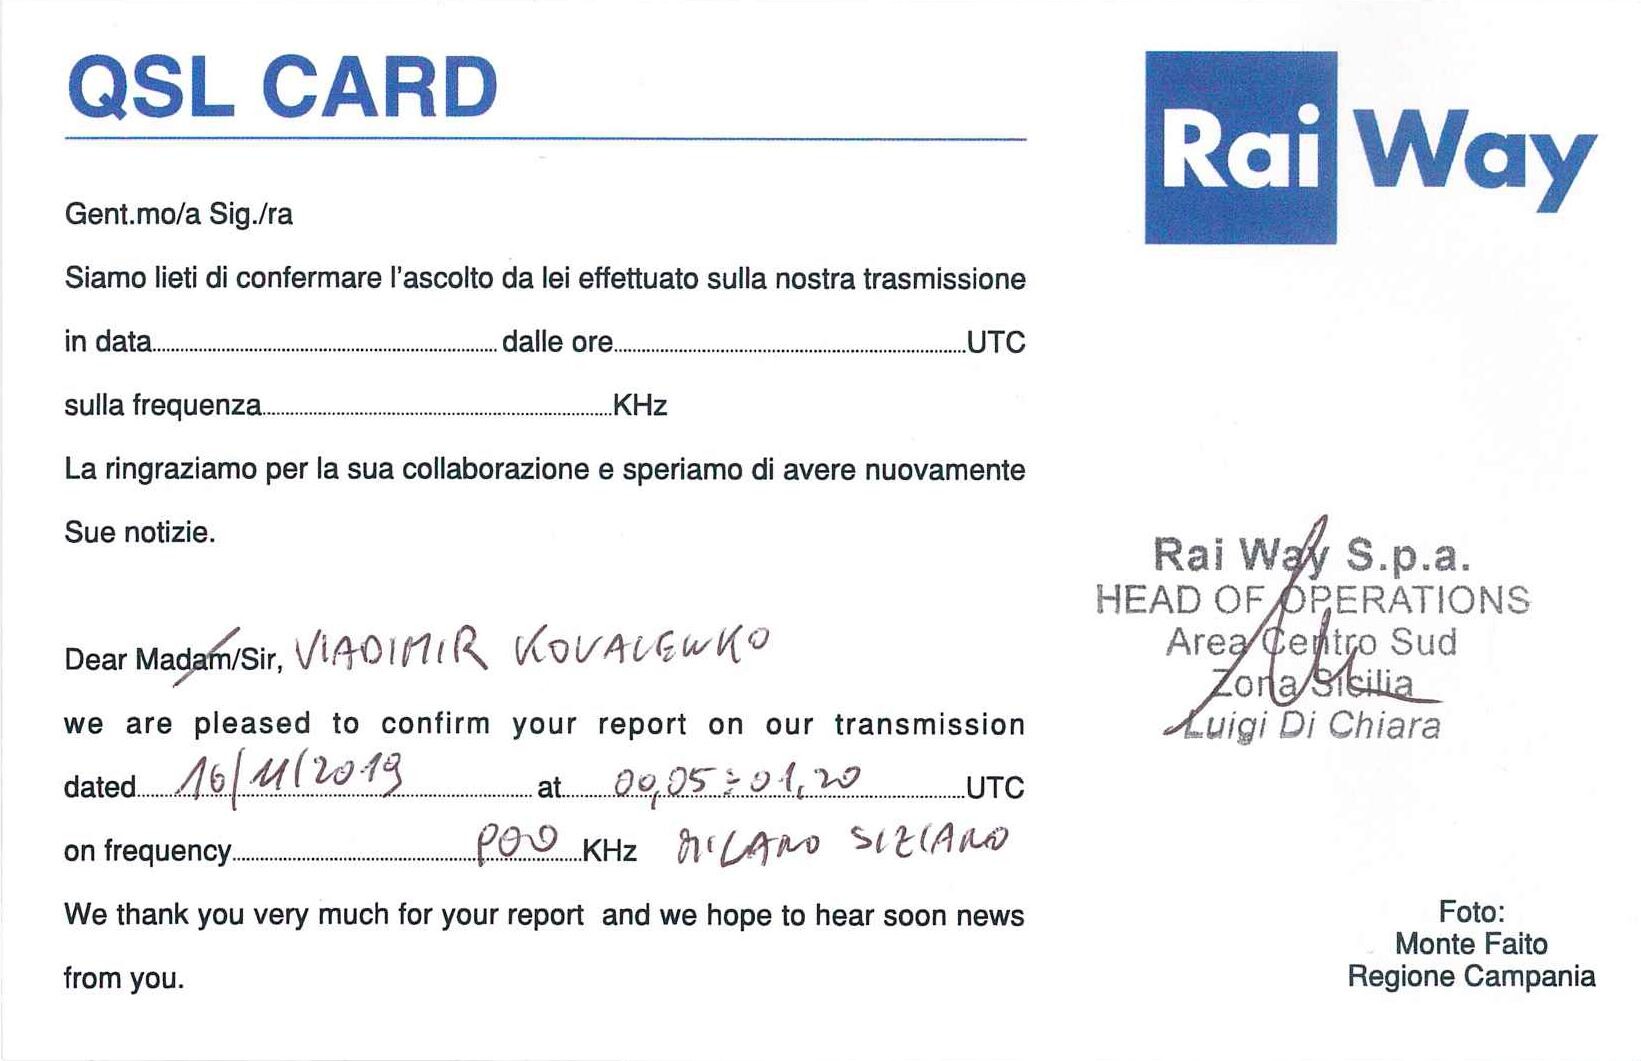 QSL CARD
Rai Way
Gent.mo/a Sig./ra
Siamo lieti di confermare l'ascolto da lei effettuato sulla nostra trasmissione
in data.......... dalle ore..........UTC
sulla frequenza..........KHz
La ringraziamo per la sua collaborazione e speriamo di avere nuovamente
Sue notizie.
Dear Madam/Sir, VLADIMIR KOVALENKO
we are pleased to confirm your report on our transmission
dated 16/11/2019 at 00,05 ÷ 01,20 UTC
on frequency 900 KHz MILANO SIZIANO
We thank you very much for your report and we hope to hear soon news
from you.
Rai Way S.p.a.
HEAD OF OPERATIONS
Area Centro Sud
Zona Sicilia
Luigi Di Chiara
Foto:
Monte Faito
Regione Campania